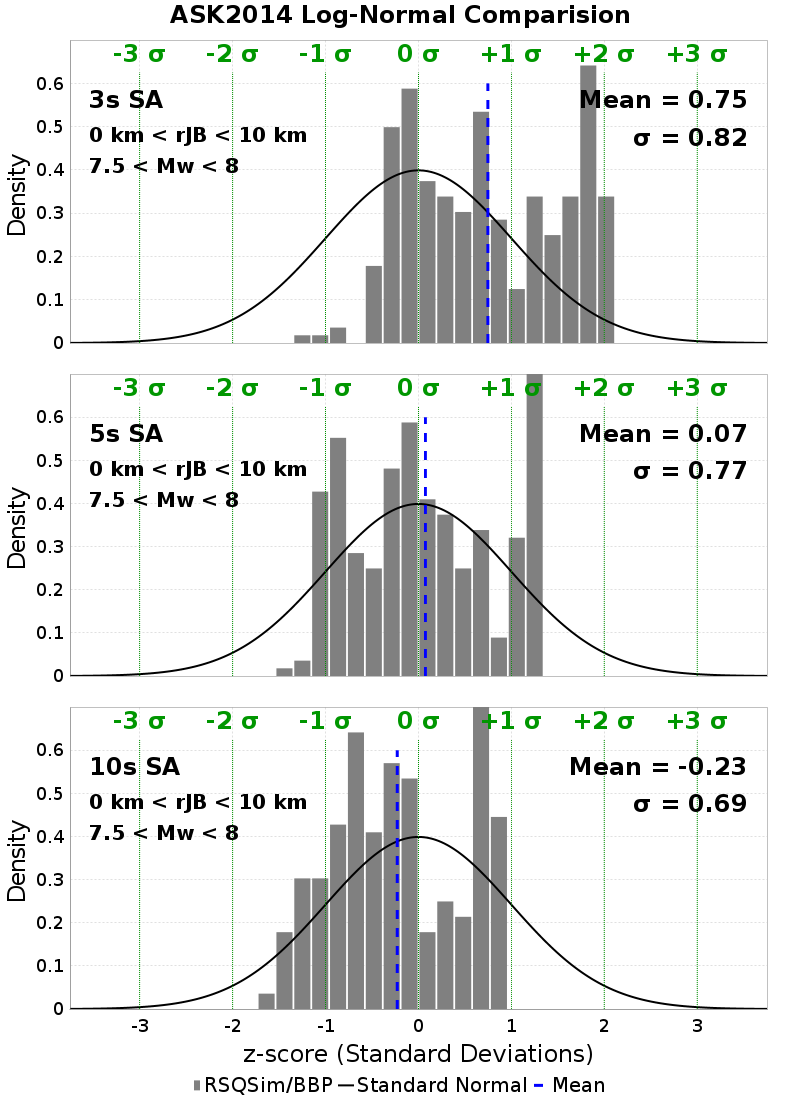 ASK2014 Log-Normal Comparision
-3 σ -2 σ -1 σ 0 σ +1 σ +2 σ +3 σ
3s SA
0 km < rJB < 10 km
7.5 < Mw < 8
Mean = 0.75
σ = 0.82
Density
0.6
0.5
0.4
0.3
0.2
0.1
0
-3 σ -2 σ -1 σ 0 σ +1 σ +2 σ +3 σ
5s SA
0 km < rJB < 10 km
7.5 < Mw < 8
Mean = 0.07
σ = 0.77
Density
0.6
0.5
0.4
0.3
0.2
0.1
0
-3 σ -2 σ -1 σ 0 σ +1 σ +2 σ +3 σ
10s SA
0 km < rJB < 10 km
7.5 < Mw < 8
Mean = -0.23
σ = 0.69
Density
0.6
0.5
0.4
0.3
0.2
0.1
0
-3 -2 -1 0 1 2 3
z-score (Standard Deviations)
RSQSim/BBP Standard Normal Mean